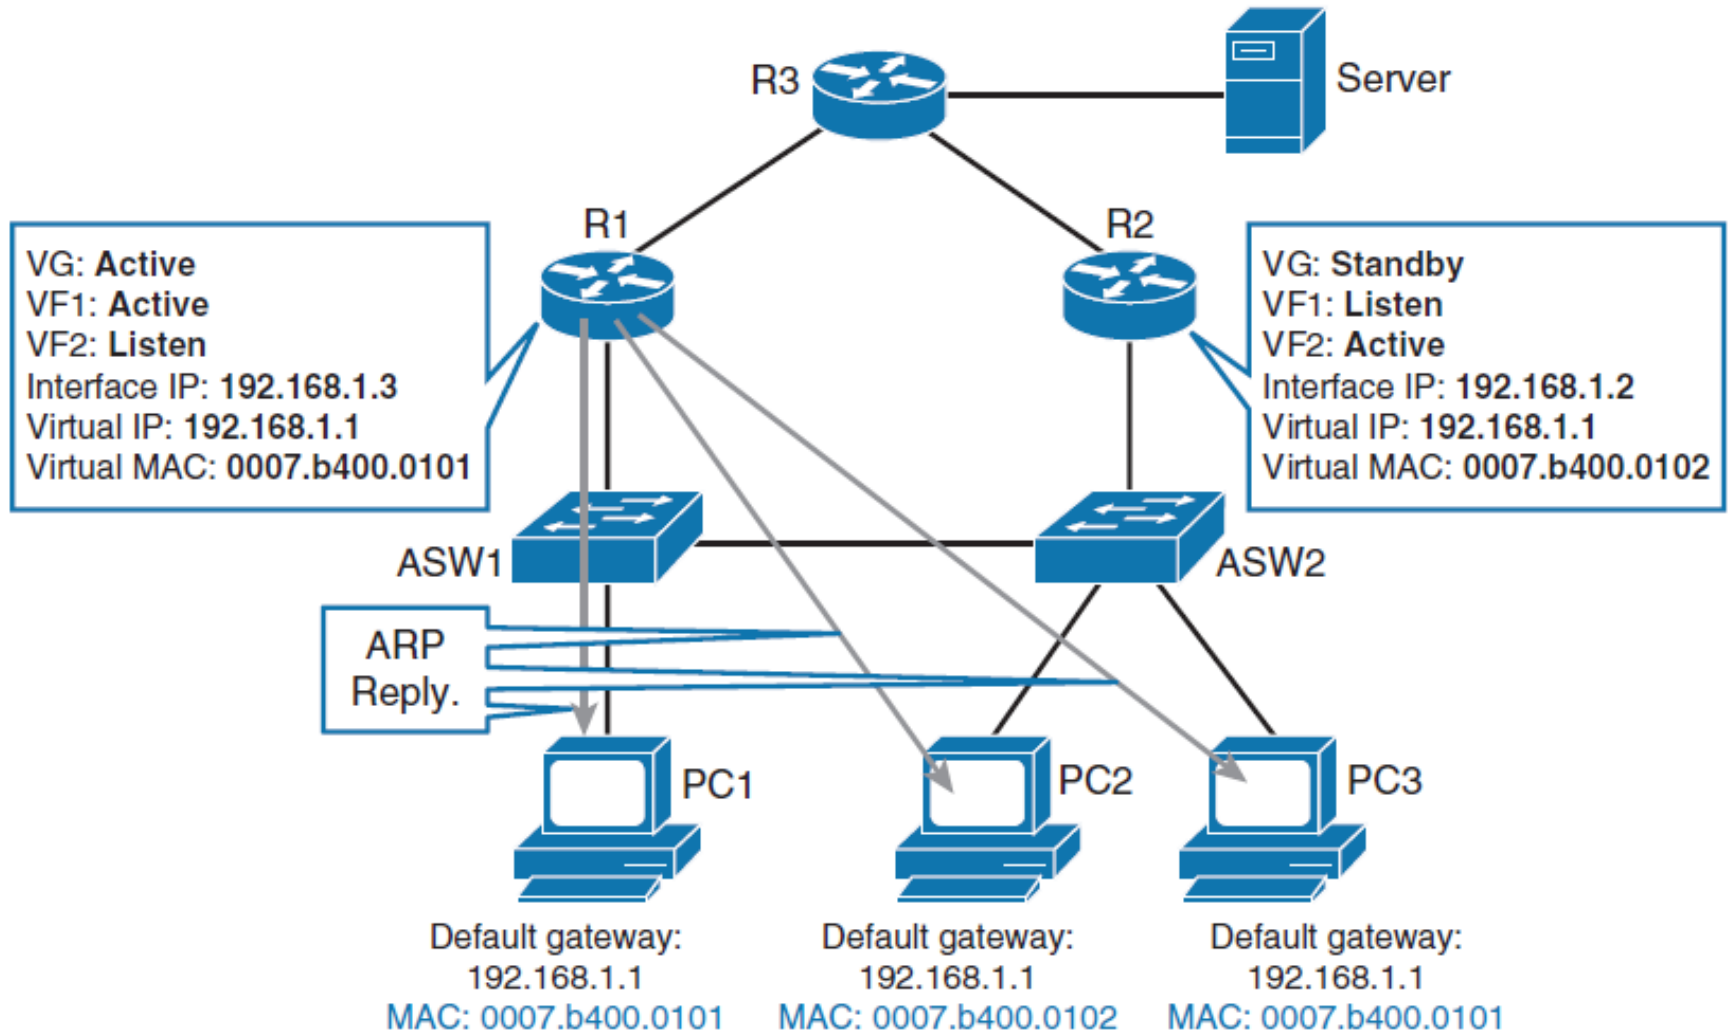 R3
Server
R1
R2
VG: Active
VF1: Active
VF2: Listen
Interface IP: 192.168.1.3
Virtual IP: 192.168.1.1
Virtual MAC: 0007.b400.0101
VG: Standby
VF1: Listen
VF2: Active
Interface IP: 192.168.1.2
Virtual IP: 192.168.1.1
Virtual MAC: 0007.b400.0102
ASW1
ASW2
ARP
Reply.
PC1
PC2
PC3
Default gateway:
192.168.1.1
MAC: 0007.b400.0101
Default gateway:
192.168.1.1
MAC: 0007.b400.0102
Default gateway:
192.168.1.1
MAC: 0007.b400.0101